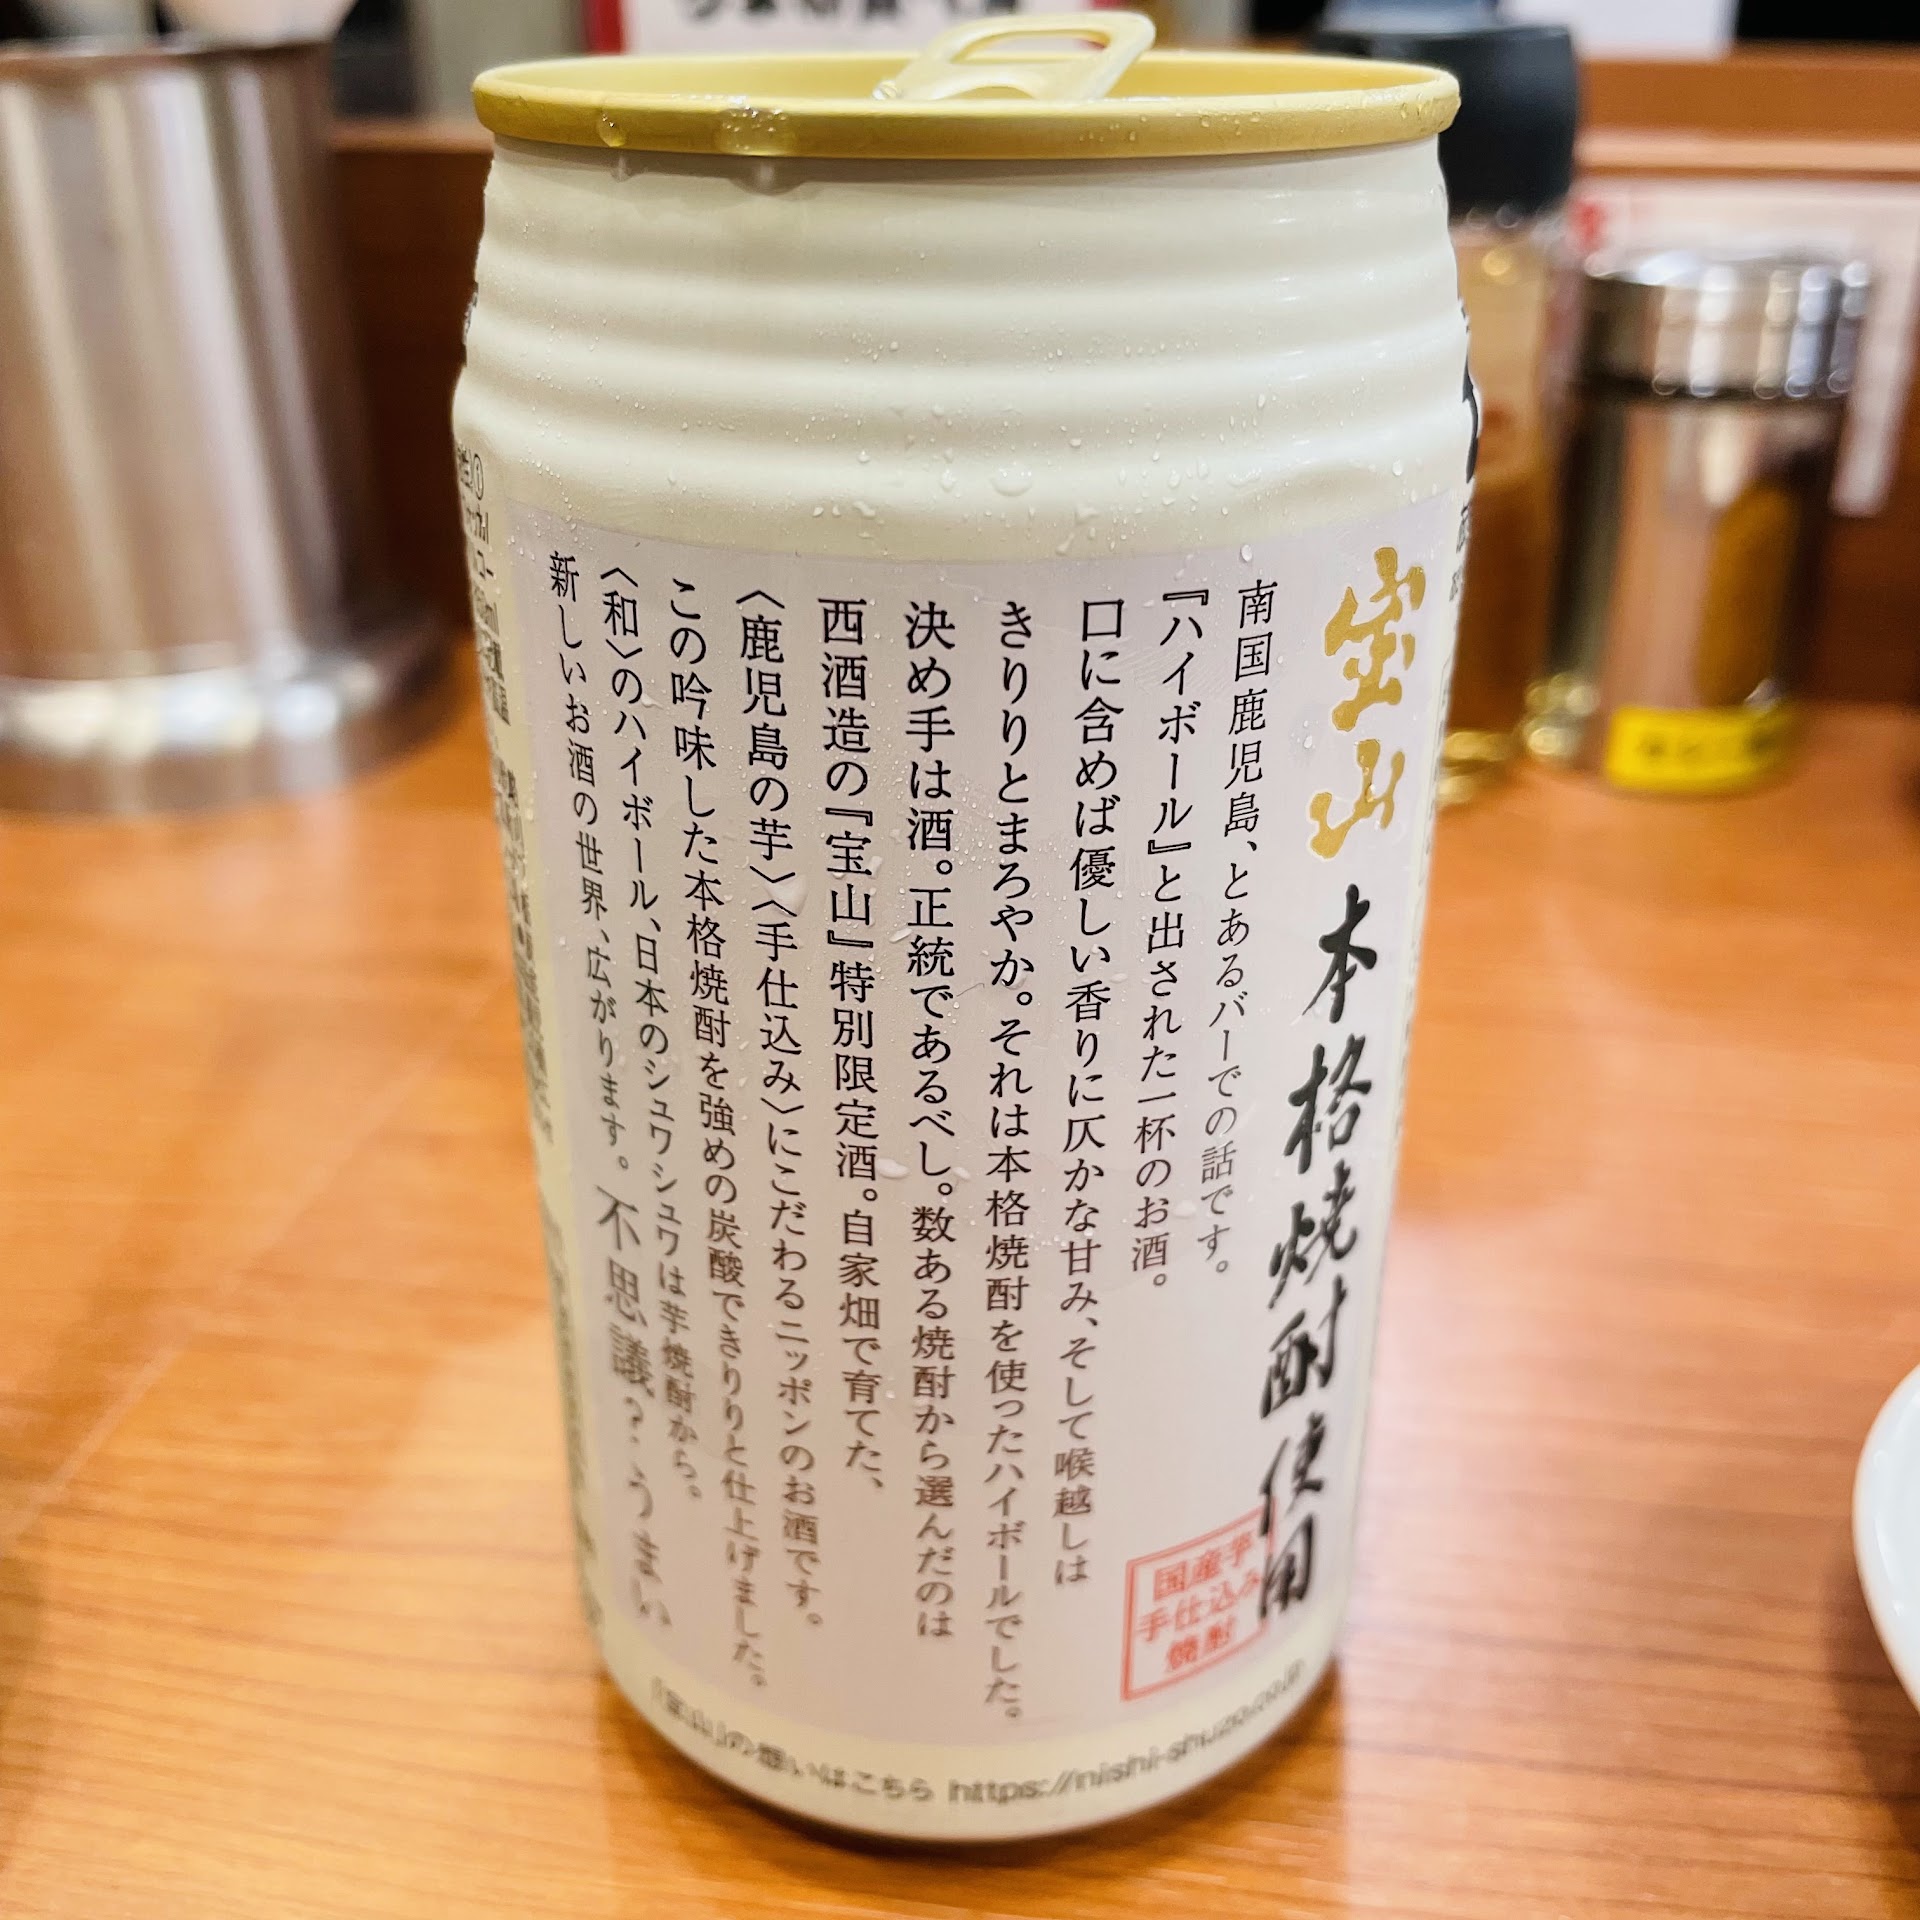 宝山 本格焼酎使用
南国鹿児島、とあるバーでの話です。
『ハイボール』と出された一杯のお酒。
口に含めば優しい香りに仄かな甘み、そして喉越しは
きりりとまろやか。それは本格焼酎を使ったハイボールでした。
決め手は酒。正統であるべし。数ある焼酎から選んだのは
西酒造の『宝山』特別限定酒。自家畑で育てた、
〈鹿児島の芋〉〈手仕込み〉にこだわるニッポンのお酒です。
この吟味した本格焼酎を強めの炭酸できりりと仕上げました。
〈和〉のハイボール、日本のシュワシュワは芋焼酎から。
新しいお酒の世界、広がります。不思議?うまい
国産芋
手仕込み
焼酎
「宝山」の想いはこちら https://nishi-shuzo.co.jp